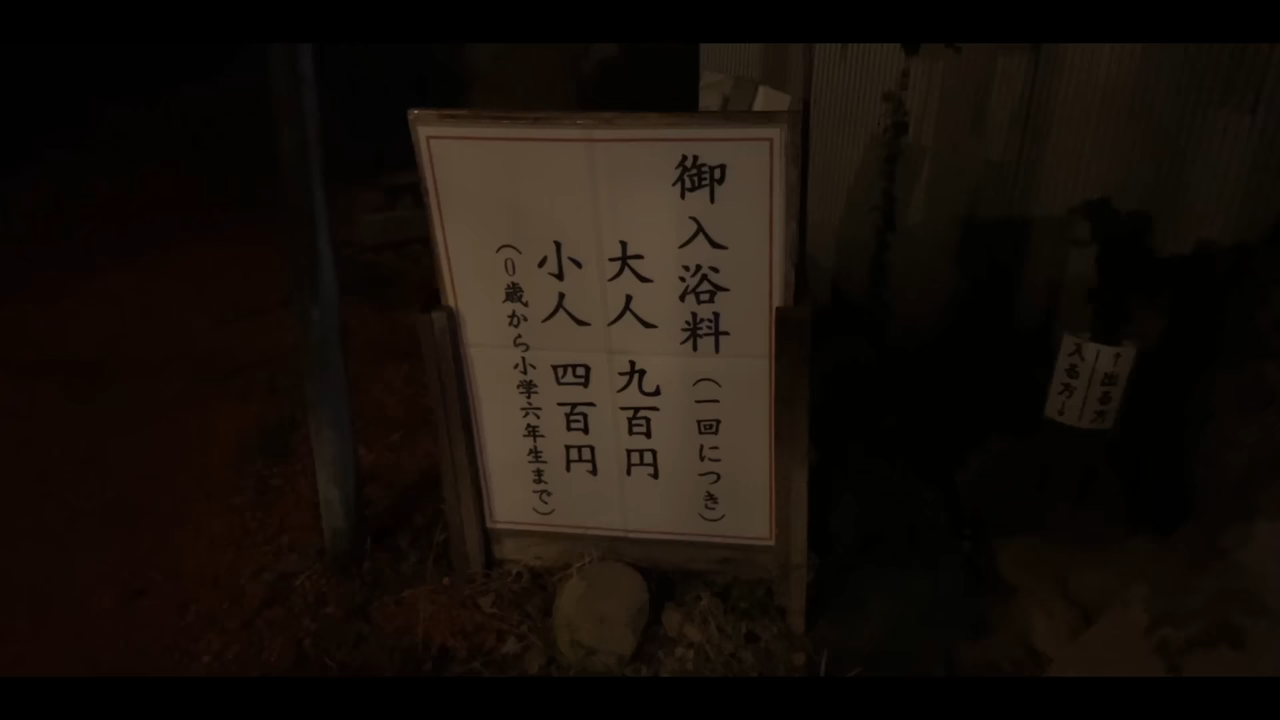 御入浴料（一回につき）
大人 九百円
小人 四百円
（0歳から小学六年生まで）
↑出る方
入る方↓